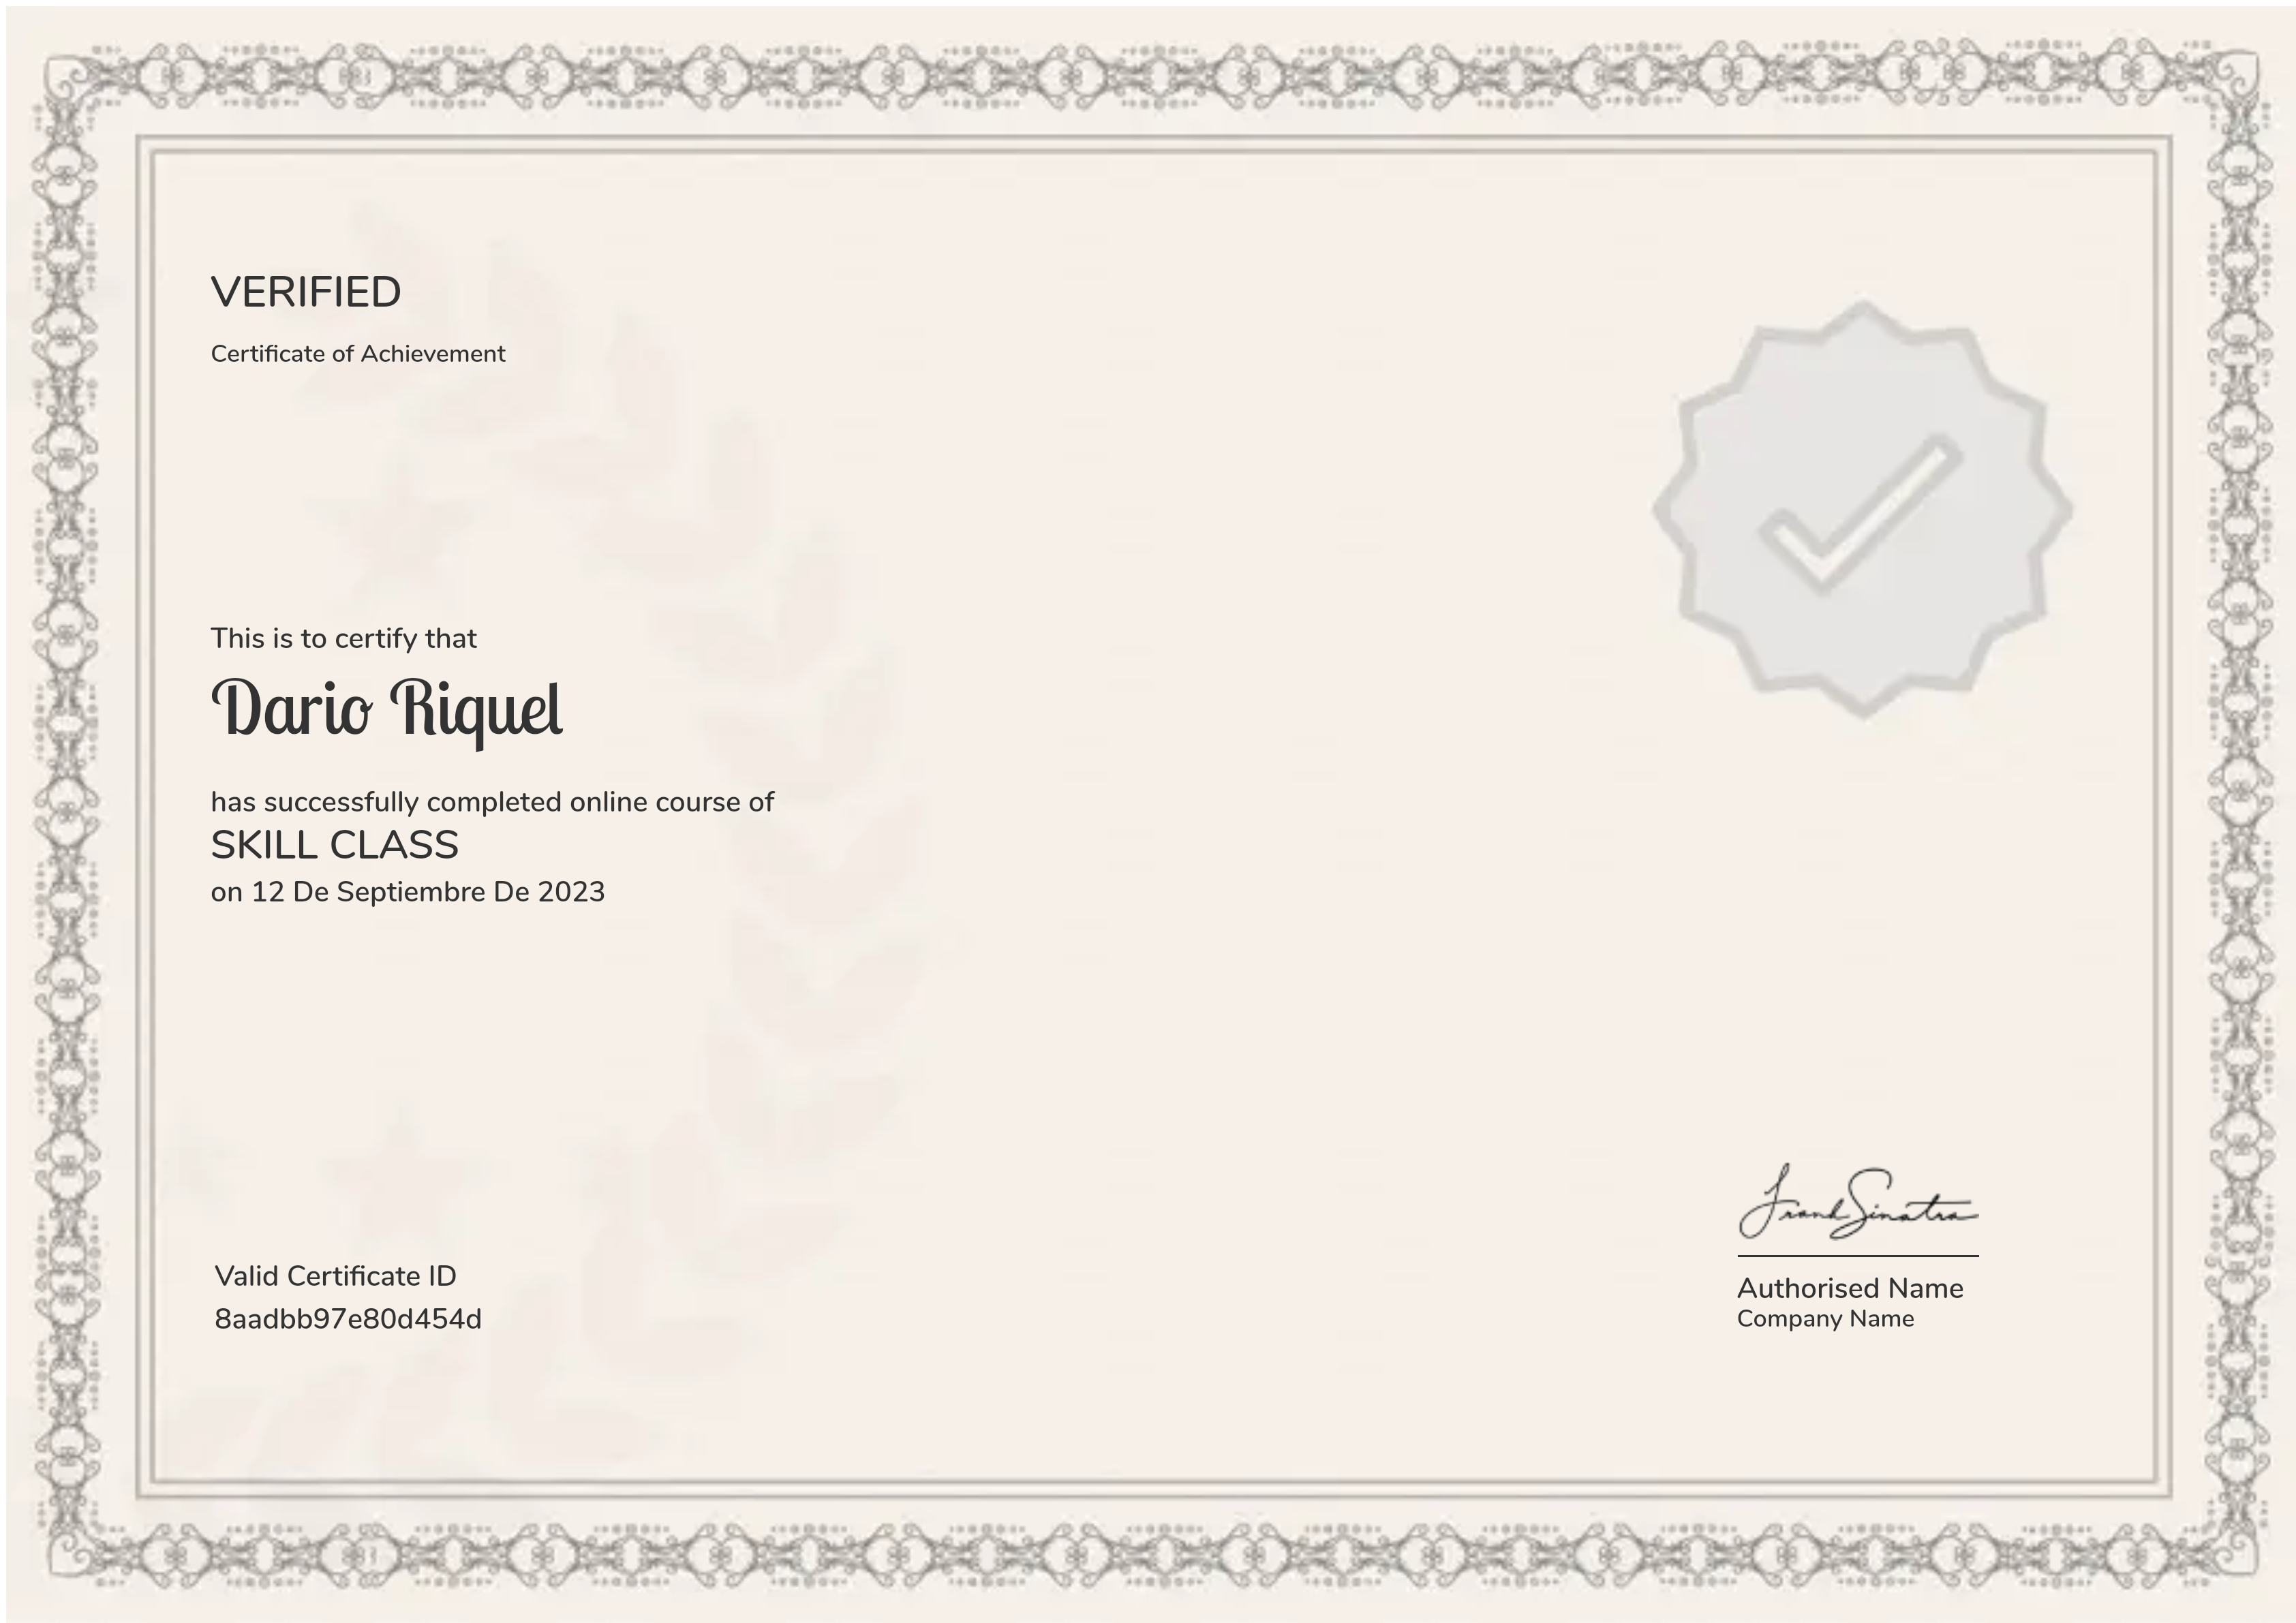 VERIFIED
Certificate of Achievement
This is to certify that
Dario Riquel
has successfully completed online course of
SKILL CLASS
on 12 De Septiembre De 2023
Frank Sinatra
Valid Certificate ID
8aadbb97e80d454d
Authorised Name
Company Name